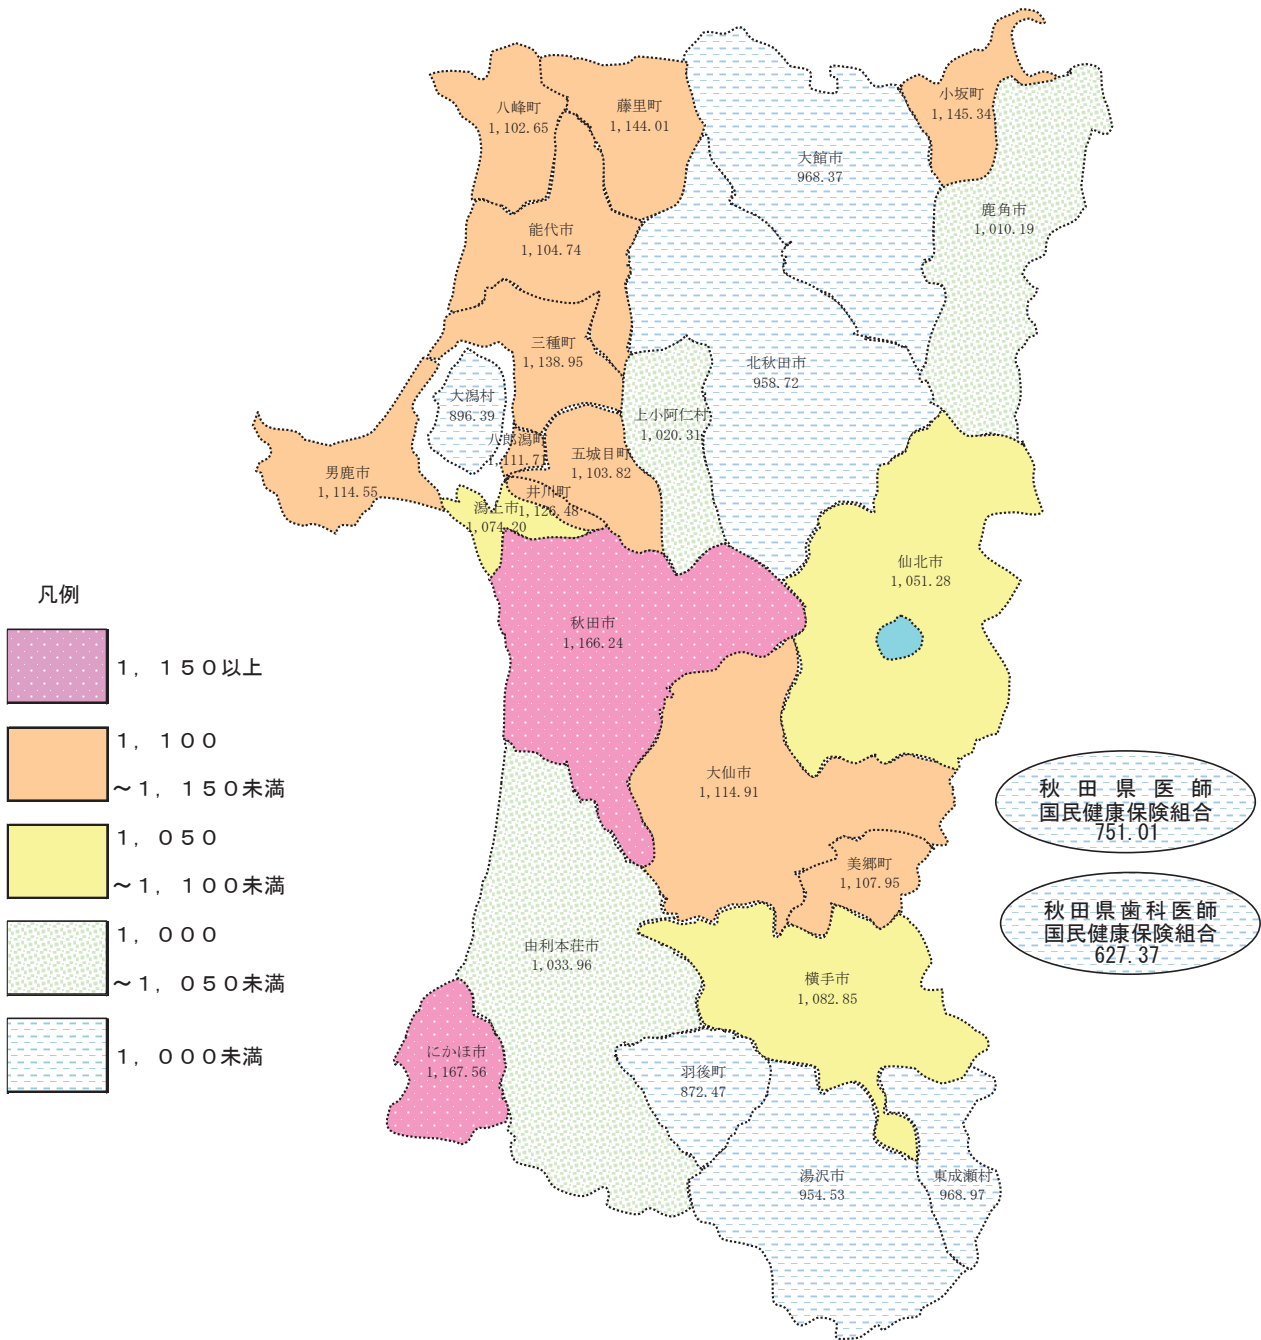 八峰町
1,102.65
藤里町
1,144.01
小坂町
1,145.34
大館市
968.37
鹿角市
1,010.19
能代市
1,104.74
三種町
1,138.95
北秋田市
958.72
大潟村
896.39
上小阿仁村
1,020.31
八郎潟町
1,111.71
五城目町
1,103.82
男鹿市
1,114.55
井川町
1,126.48
潟上市
1,074.20
仙北市
1,051.28
秋田市
1,166.24
大仙市
1,114.91
美郷町
1,107.95
由利本荘市
1,033.96
横手市
1,082.85
にかほ市
1,167.56
羽後町
872.47
湯沢市
954.53
東成瀬村
968.97
凡例
１，１５０以上
１，１００
～１，１５０未満
１，０５０
～１，１００未満
１，０００
～１，０５０未満
１，０００未満
秋田県医師
国民健康保険組合
751.01
秋田県歯科医師
国民健康保険組合
627.37